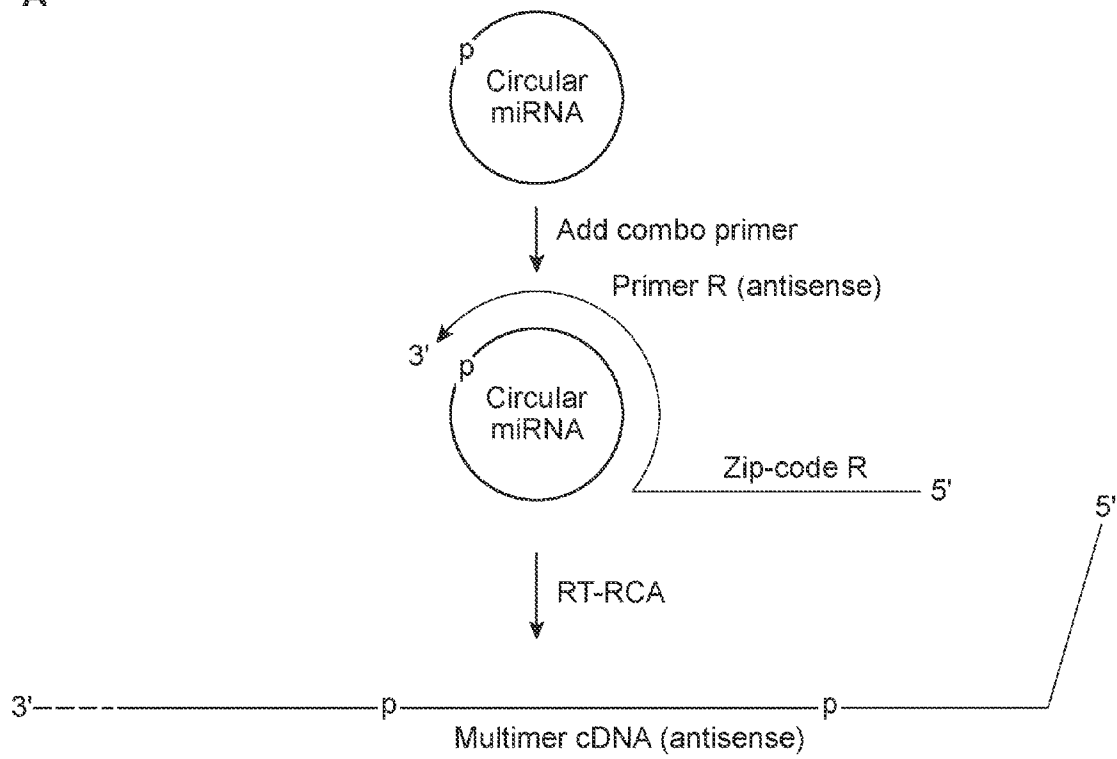 A
p
Circular
miRNA
Add combo primer
Primer R (antisense)
3'
p
Circular
miRNA
Zip-code R
5'
5'
RT-RCA
3'
p
p
Multimer cDNA (antisense)